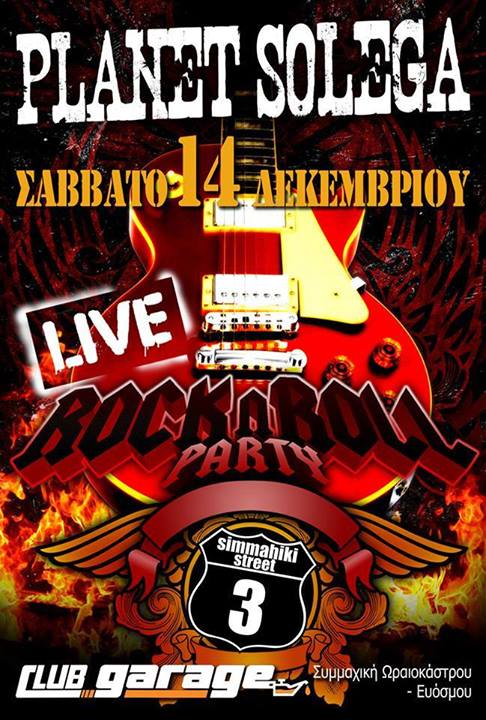 PLANET SOLEGA
ΣΑΒΒΑΤΟ 14 ΔΕΚΕΜΒΡΙΟΥ
LIVE
ROCK N ROLL
PARTY
simmahiki
street
3
CLUB garage
Συμμαχική Ωραιοκάστρου
- Ευόσμου